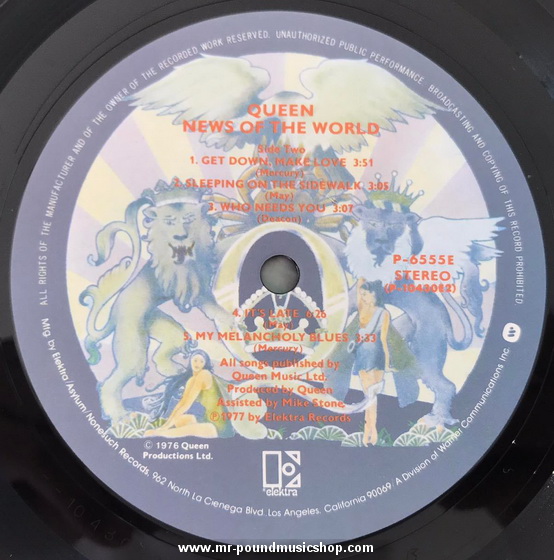 ALL RIGHTS OF THE MANUFACTURER AND OF THE OWNER OF THE RECORDED WORK RESERVED. UNAUTHORIZED PUBLIC PERFORMANCE. BROADCASTING AND COPYING OF THIS RECORD PROHIBITED
QUEEN
NEWS OF THE WORLD
Side Two
1. GET DOWN, MAKE LOVE 3:51
(Mercury)
2. SLEEPING ON THE SIDEWALK 3:05
(May)
3. WHO NEEDS YOU 3:07
(Deacon)
P-6555E
STEREO
4. IT'S LATE 6:26
(May)
5. MY MELANCHOLY BLUES 3:33
(Mercury)
All songs published by
Queen Music Ltd.
Produced by Queen
Assisted by Mike Stone
℗1977 by Elektra Records
© 1976 Queen
Productions Ltd.
elektra
Mfg. by Elektra/Asylum/Nonesuch Records, 962 North La Cienega Blvd. Los Angeles. California 90069. A Division of Warner Communications Inc
www.mr-poundmusicshop.com